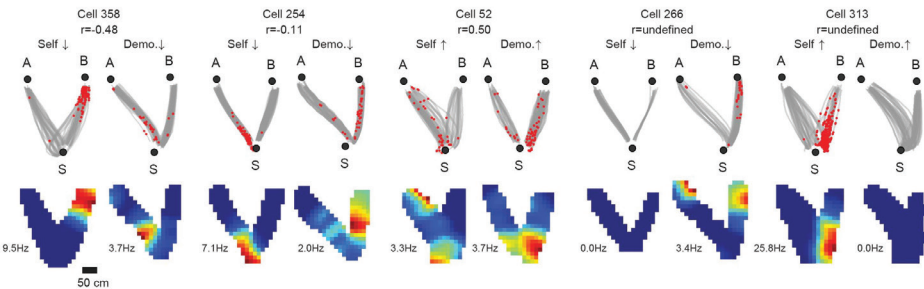 Cell 358 Cell 254 Cell 52 Cell 266 Cell 313
r=-0.48 r=-0.11 r=0.50 r=undefined r=undefined
Self ↓ Demo.↓ Self ↓ Demo.↓ Self ↑ Demo.↑ Self ↓ Demo.↓ Self ↑ Demo.↑
A B A B A B A B A B
S S S S S S S S S S
9.5Hz 3.7Hz 7.1Hz 2.0Hz 3.3Hz 3.7Hz 0.0Hz 3.4Hz 25.8Hz 0.0Hz
50 cm